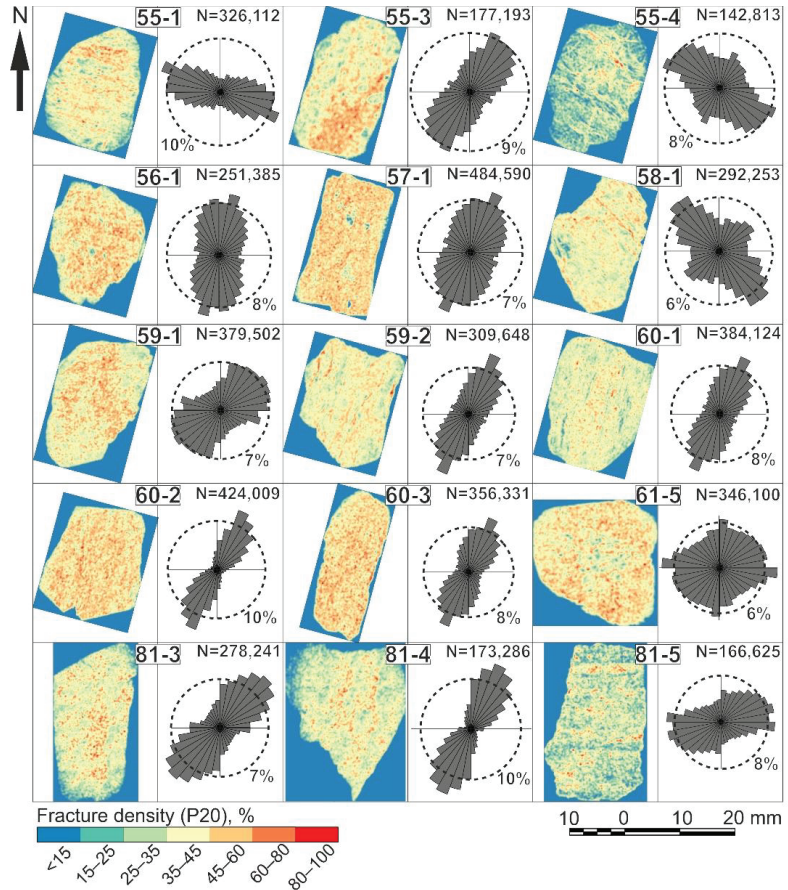 N
55-1 N=326,112 55-3 N=177,193 55-4 N=142,813
10% 9% 8%
56-1 N=251,385 57-1 N=484,590 58-1 N=292,253
8% 7% 6%
59-1 N=379,502 59-2 N=309,648 60-1 N=384,124
7% 7% 8%
60-2 N=424,009 60-3 N=356,331 61-5 N=346,100
10% 8% 6%
81-3 N=278,241 81-4 N=173,286 81-5 N=166,625
7% 10% 8%
Fracture density (P20), %
<15 15–25 25–35 35–45 45–60 60–80 80–100
10 0 10 20 mm